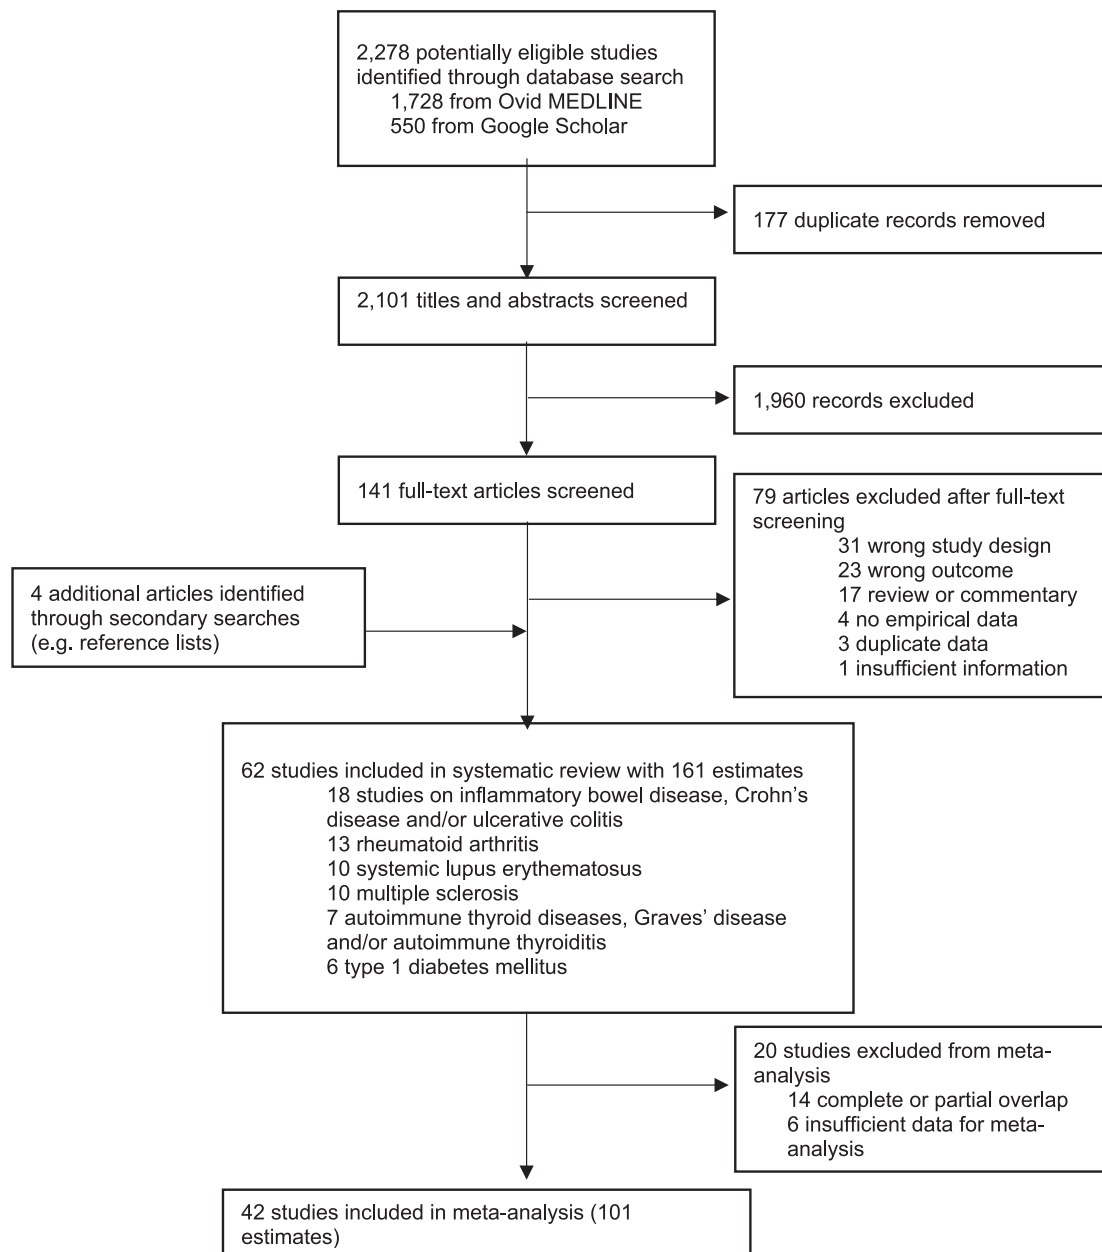 2,278 potentially eligible studies
identified through database search
1,728 from Ovid MEDLINE
550 from Google Scholar
177 duplicate records removed
2,101 titles and abstracts screened
1,960 records excluded
141 full-text articles screened
79 articles excluded after full-text
screening
31 wrong study design
23 wrong outcome
17 review or commentary
4 no empirical data
3 duplicate data
1 insufficient information
4 additional articles identified
through secondary searches
(e.g. reference lists)
62 studies included in systematic review with 161 estimates
18 studies on inflammatory bowel disease, Crohn's
disease and/or ulcerative colitis
13 rheumatoid arthritis
10 systemic lupus erythematosus
10 multiple sclerosis
7 autoimmune thyroid diseases, Graves' disease
and/or autoimmune thyroiditis
6 type 1 diabetes mellitus
20 studies excluded from meta-
analysis
14 complete or partial overlap
6 insufficient data for meta-
analysis
42 studies included in meta-analysis (101
estimates)